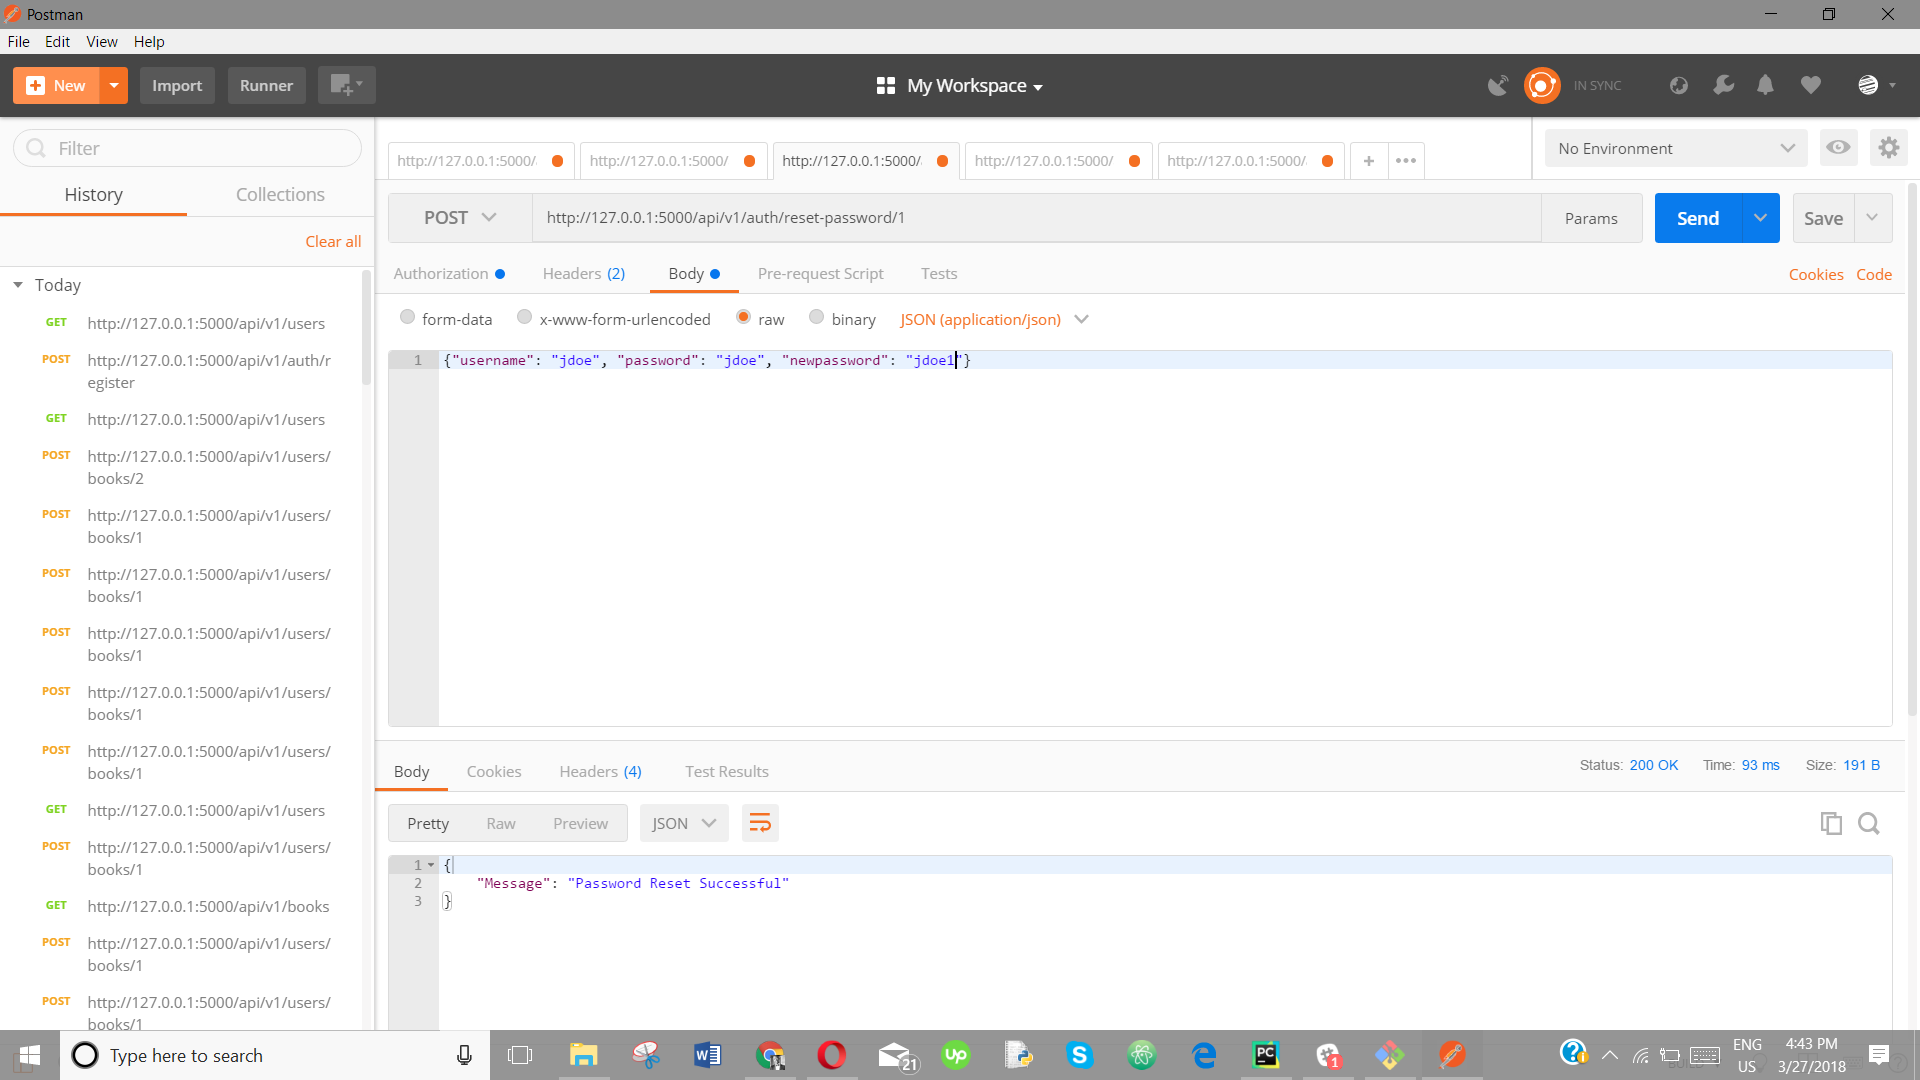 Postman
File Edit View Help
New Import Runner My Workspace IN SYNC
Filter
History Collections
Clear all
Today
GET http://127.0.0.1:5000/api/v1/users
POST http://127.0.0.1:5000/api/v1/auth/r
egister
GET http://127.0.0.1:5000/api/v1/users
POST http://127.0.0.1:5000/api/v1/users/
books/2
POST http://127.0.0.1:5000/api/v1/users/
books/1
POST http://127.0.0.1:5000/api/v1/users/
books/1
POST http://127.0.0.1:5000/api/v1/users/
books/1
POST http://127.0.0.1:5000/api/v1/users/
books/1
POST http://127.0.0.1:5000/api/v1/users/
books/1
GET http://127.0.0.1:5000/api/v1/users
POST http://127.0.0.1:5000/api/v1/users/
books/1
GET http://127.0.0.1:5000/api/v1/books
POST http://127.0.0.1:5000/api/v1/users/
books/1
POST http://127.0.0.1:5000/api/v1/users/
books/1
http://127.0.0.1:5000/ http://127.0.0.1:5000/ http://127.0.0.1:5000/ http://127.0.0.1:5000/ http://127.0.0.1:5000/ + ••• No Environment
POST http://127.0.0.1:5000/api/v1/auth/reset-password/1 Params Send Save
Authorization Headers (2) Body Pre-request Script Tests Cookies Code
form-data x-www-form-urlencoded raw binary JSON (application/json)
1 {"username": "jdoe", "password": "jdoe", "newpassword": "jdoe1"}
Body Cookies Headers (4) Test Results Status: 200 OK Time: 93 ms Size: 191 B
Pretty Raw Preview JSON
1 {
2 "Message": "Password Reset Successful"
3 }
Type here to search 21 up PC 1 ENG 4:43 PM
US 3/27/2018